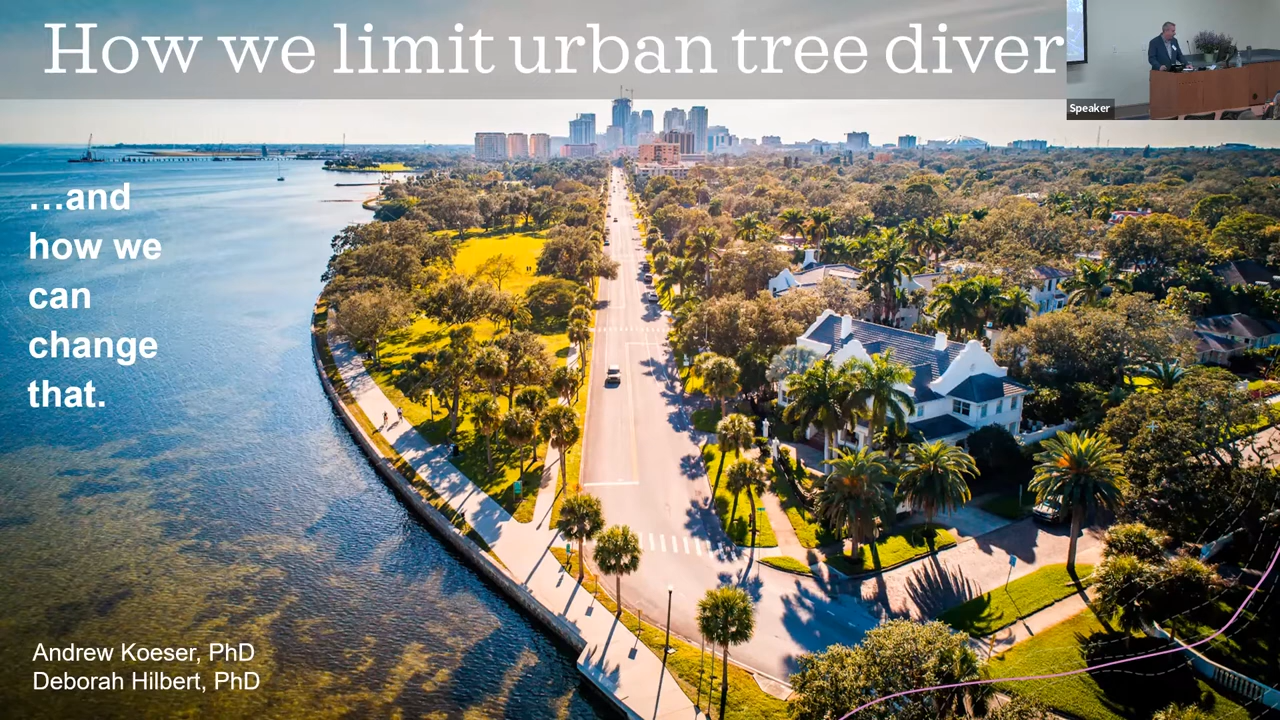 How we limit urban tree diver
Speaker
…and
how we
can
change
that.
Andrew Koeser, PhD
Deborah Hilbert, PhD